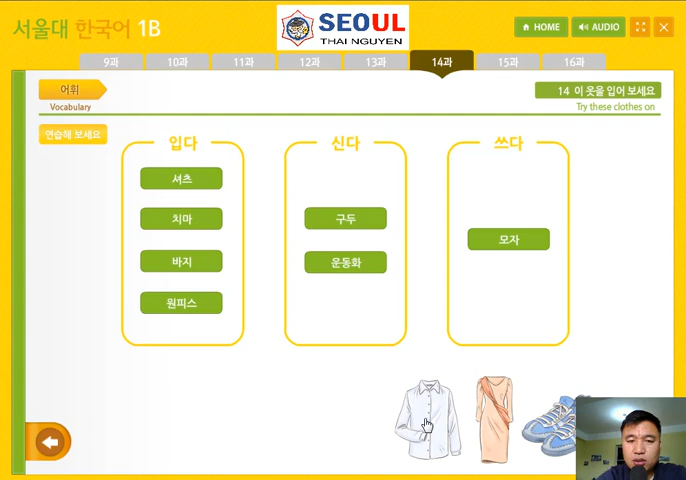 서울대 한국어 1B
SEOUL
THAI NGUYEN
HOME
AUDIO
9과
10과
11과
12과
13과
14과
15과
16과
어휘
Vocabulary
14 이 옷을 입어 보세요
Try these clothes on
연습해 보세요
입다
신다
쓰다
셔츠
치마
바지
원피스
구두
운동화
모자